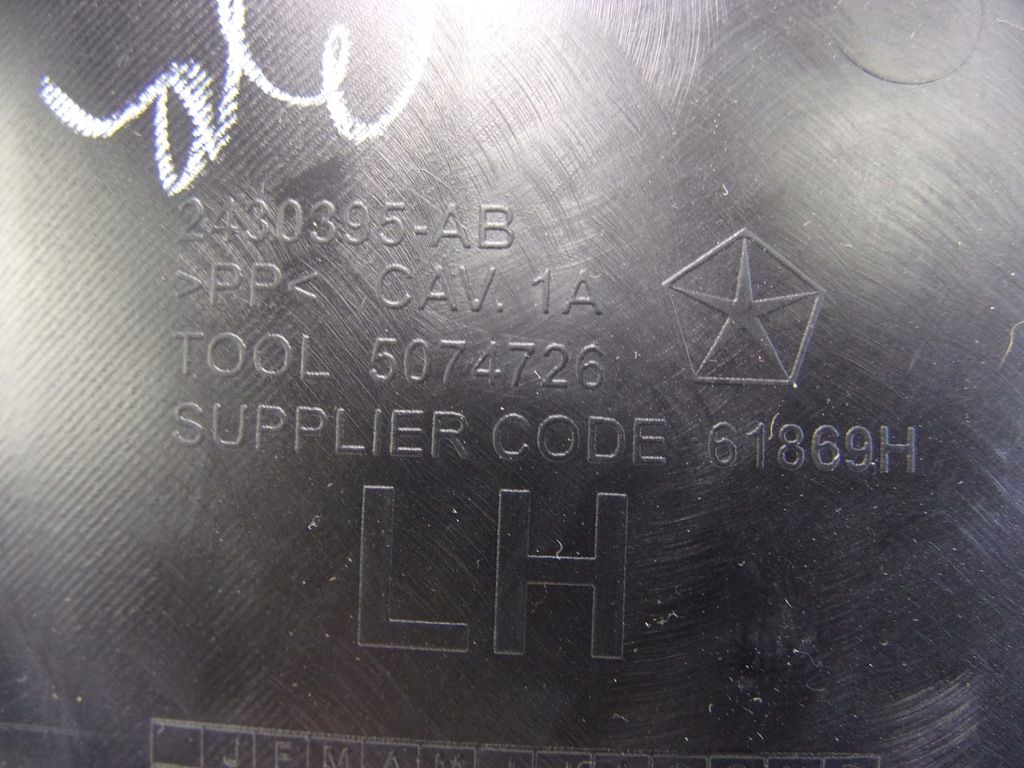 2430395-AB
>PP< CAV. 1A
TOOL 5074726
SUPPLIER CODE 61869H
LH
J F M A M J